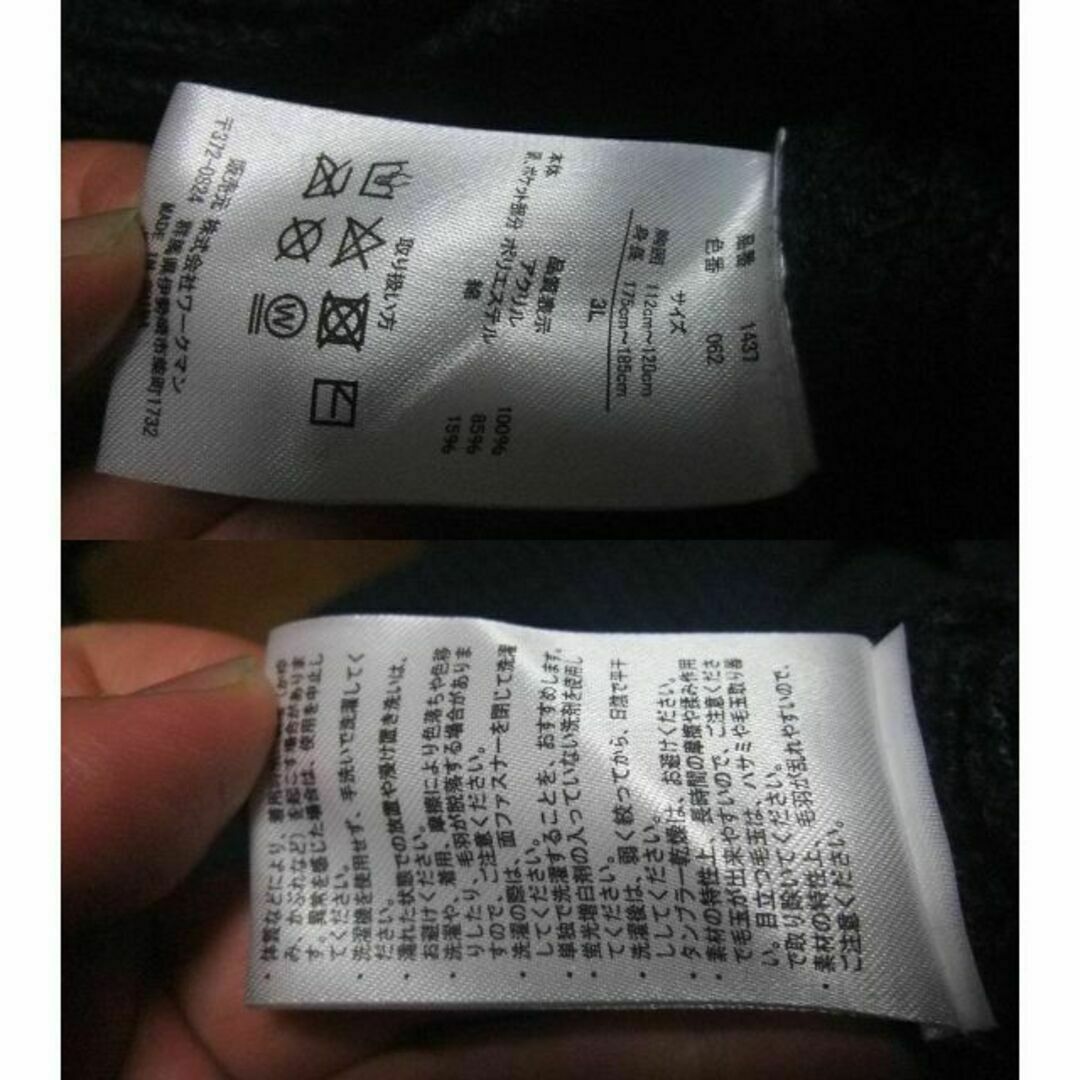 品番 1437
色番 062
サイズ
胸囲 112cm~120cm
身長 175cm~185cm
3L
品質表示
本体 アクリル 100%
衿、ポケット部分 ポリエステル 85%
綿 15%
取り扱い方
W
販売元 株式会社ワークマン
〒372-0324 群馬県伊勢崎市柴町1732
MADE IN
・体質などにより、着用
み、かぶれなど)を起こす場合がありま
す。異常を感じた場合は、使用を中止し
てください。
・洗濯機を使用せず、手洗いで洗濯してく
ださい。
・濡れた状態での放置や浸け置き洗いは、
お避けください。
・洗濯や、着用、摩擦により色落ちや色移
りしたり、毛羽が脱落する場合がありま
すので、ご注意ください。
・洗濯の際は、面ファスナーを閉じて洗濯
してください。
・単独で洗濯することを、おすすめします。
・蛍光増白剤の入っていない洗剤を使用し
てください。
・洗濯後は、弱く絞ってから、日陰で平干
ししてください。
・タンブラー乾燥は、お避けください。
・素材の特性上、長時間の摩擦や揉み作用
で毛玉が出来やすいので、ご注意くださ
い。目立つ毛玉は、ハサミや毛玉取り器
で取り除いてください。
・素材の特性上、毛羽が乱れやすいので、
ご注意ください。